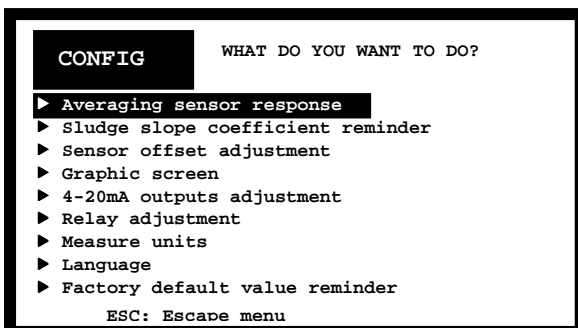 CONFIG
WHAT DO YOU WANT TO DO?
Averaging sensor response
Sludge slope coefficient reminder
Sensor offset adjustment
Graphic screen
4-20mA outputs adjustment
Relay adjustment
Measure units
Language
Factory default value reminder
ESC: Escape menu